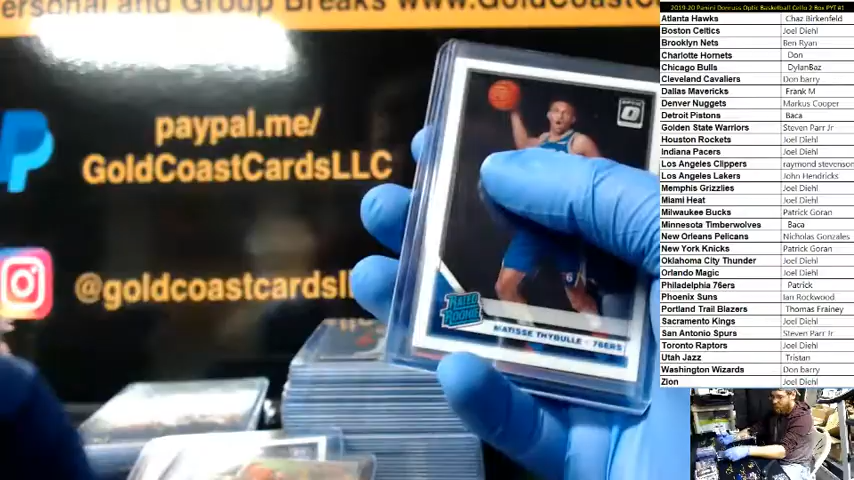 ersonal and Group Breaks www.GoldCoastC
paypal.me/
GoldCoastCardsLLC
@goldcoastcardsll
OPTIC
RATED ROOKIE
MATISSE THYBULLE - 76ERS
2019-20 Panini Donruss Optic Basketball Cello 2 Box PYT #1
Atlanta Hawks Chaz Birkenfeld
Boston Celtics Joel Diehl
Brooklyn Nets Ben Ryan
Charlotte Hornets Don
Chicago Bulls DylanBaz
Cleveland Cavaliers Don barry
Dallas Mavericks Frank M
Denver Nuggets Markus Cooper
Detroit Pistons Baca
Golden State Warriors Steven Parr Jr
Houston Rockets Joel Diehl
Indiana Pacers Joel Diehl
Los Angeles Clippers raymond stevenson
Los Angeles Lakers John Hendricks
Memphis Grizzlies Joel Diehl
Miami Heat Joel Diehl
Milwaukee Bucks Patrick Goran
Minnesota Timberwolves Baca
New Orleans Pelicans Nicholas Gonzales
New York Knicks Patrick Goran
Oklahoma City Thunder Joel Diehl
Orlando Magic Joel Diehl
Philadelphia 76ers Patrick
Phoenix Suns Ian Rockwood
Portland Trail Blazers Thomas Frainey
Sacramento Kings Joel Diehl
San Antonio Spurs Steven Parr Jr
Toronto Raptors Joel Diehl
Utah Jazz Tristan
Washington Wizards Don barry
Zion Joel Diehl